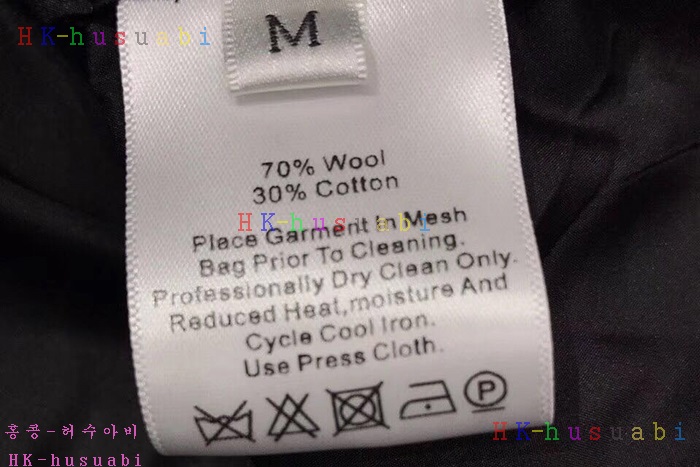 HK-husuabi
M
70% Wool
30% Cotton
HK-husuabi
Place Garment In Mesh
Bag Prior To Cleaning.
Professionally Dry Clean Only.
Reduced Heat,moisture And
Cycle Cool Iron.
Use Press Cloth.
P
홍콩-허수아비
HK-husuabi
HK-husuabi